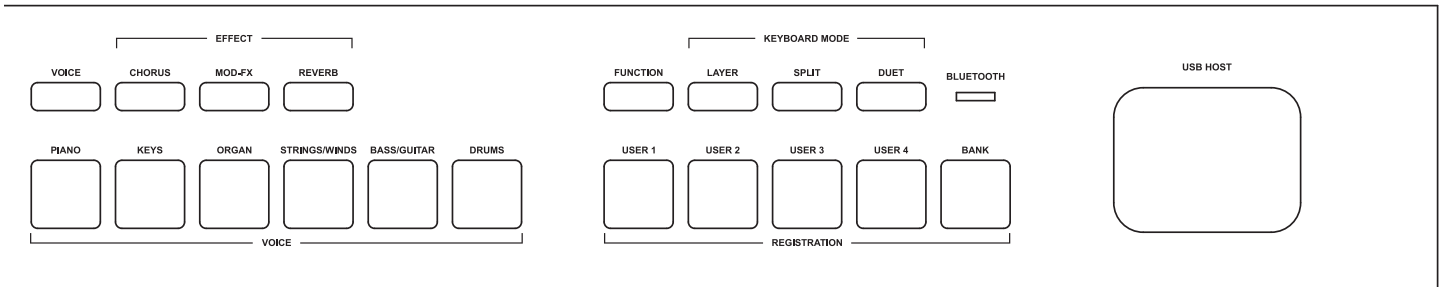 EFFECT
KEYBOARD MODE
VOICE CHORUS MOD-FX REVERB
FUNCTION LAYER SPLIT DUET
BLUETOOTH
USB HOST
PIANO KEYS ORGAN STRINGS/WINDS BASS/GUITAR DRUMS
USER 1 USER 2 USER 3 USER 4 BANK
VOICE
REGISTRATION